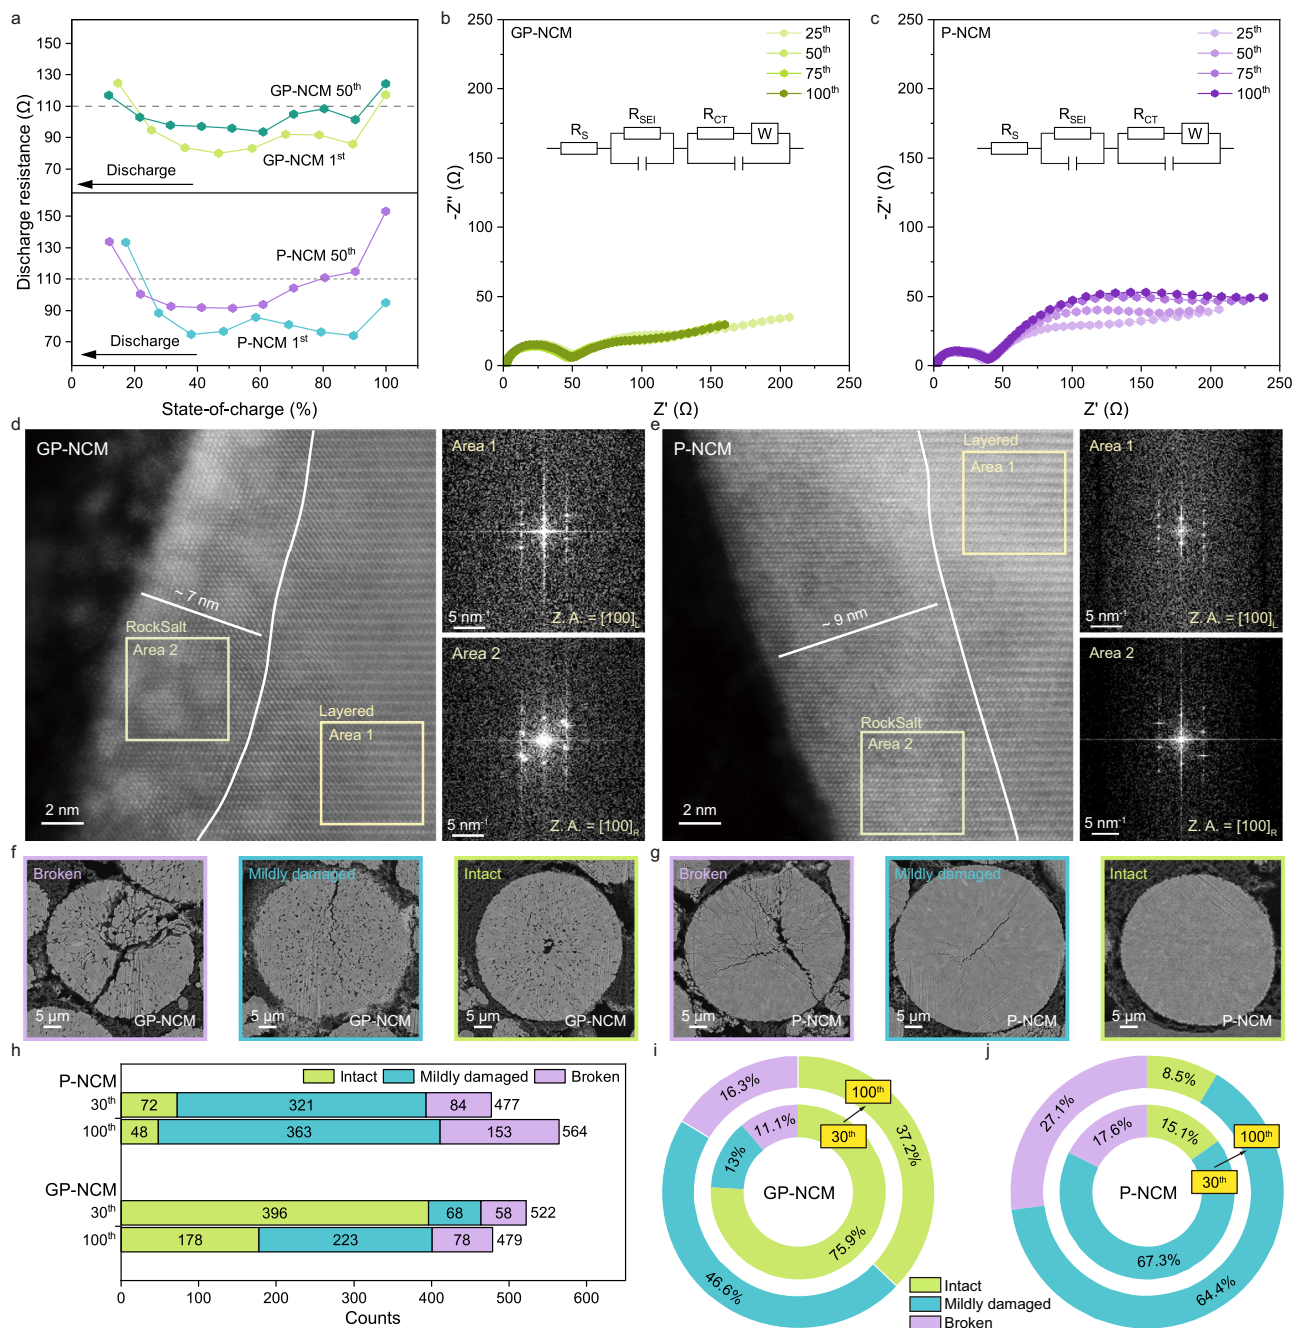 a
Discharge resistance (Ω)
150
130
110
90
70
GP-NCM 50th
GP-NCM 1st
Discharge
150
130
110
90
70
P-NCM 50th
P-NCM 1st
Discharge
0 20 40 60 80 100
State-of-charge (%)
b
GP-NCM
25th
50th
75th
100th
RS
RSEI
RCT
W
-Z'' (Ω)
250
200
150
100
50
0
0 50 100 150 200 250
Z' (Ω)
c
P-NCM
25th
50th
75th
100th
RS
RSEI
RCT
W
-Z'' (Ω)
250
200
150
100
50
0
0 50 100 150 200 250
Z' (Ω)
d
GP-NCM
~ 7 nm
RockSalt
Area 2
Layered
Area 1
2 nm
Area 1
5 nm-1
Z. A. = [100]L
Area 2
5 nm-1
Z. A. = [100]R
e
P-NCM
Layered
Area 1
~ 9 nm
RockSalt
Area 2
2 nm
Area 1
5 nm-1
Z. A. = [100]L
Area 2
5 nm-1
Z. A. = [100]R
f
Broken
5 μm
GP-NCM
Mildly damaged
5 μm
GP-NCM
Intact
5 μm
GP-NCM
g
Broken
5 μm
P-NCM
Mildly damaged
5 μm
P-NCM
Intact
5 μm
P-NCM
h
Intact Mildly damaged Broken
P-NCM
30th 72 321 84 477
100th 48 363 153 564
GP-NCM
30th 396 68 58 522
100th 178 223 78 479
0 100 200 300 400 500 600
Counts
i
16.3%
100th
11.1%
30th
13%
37.2%
GP-NCM
75.9%
46.6%
Intact
Mildly damaged
Broken
j
8.5%
27.1%
100th
17.6%
15.1%
30th
P-NCM
67.3%
64.4%